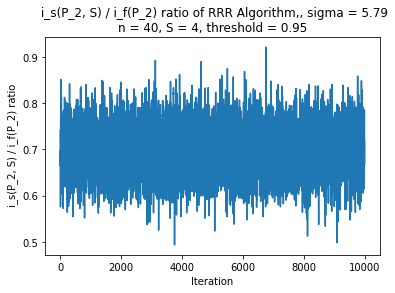 i_s(P_2, S) / i_f(P_2) ratio of RRR Algorithm,, sigma = 5.79
n = 40, S = 4, threshold = 0.95
i_s(P_2, S) / i_f(P_2) ratio
0.9
0.8
0.7
0.6
0.5
0 2000 4000 6000 8000 10000
Iteration